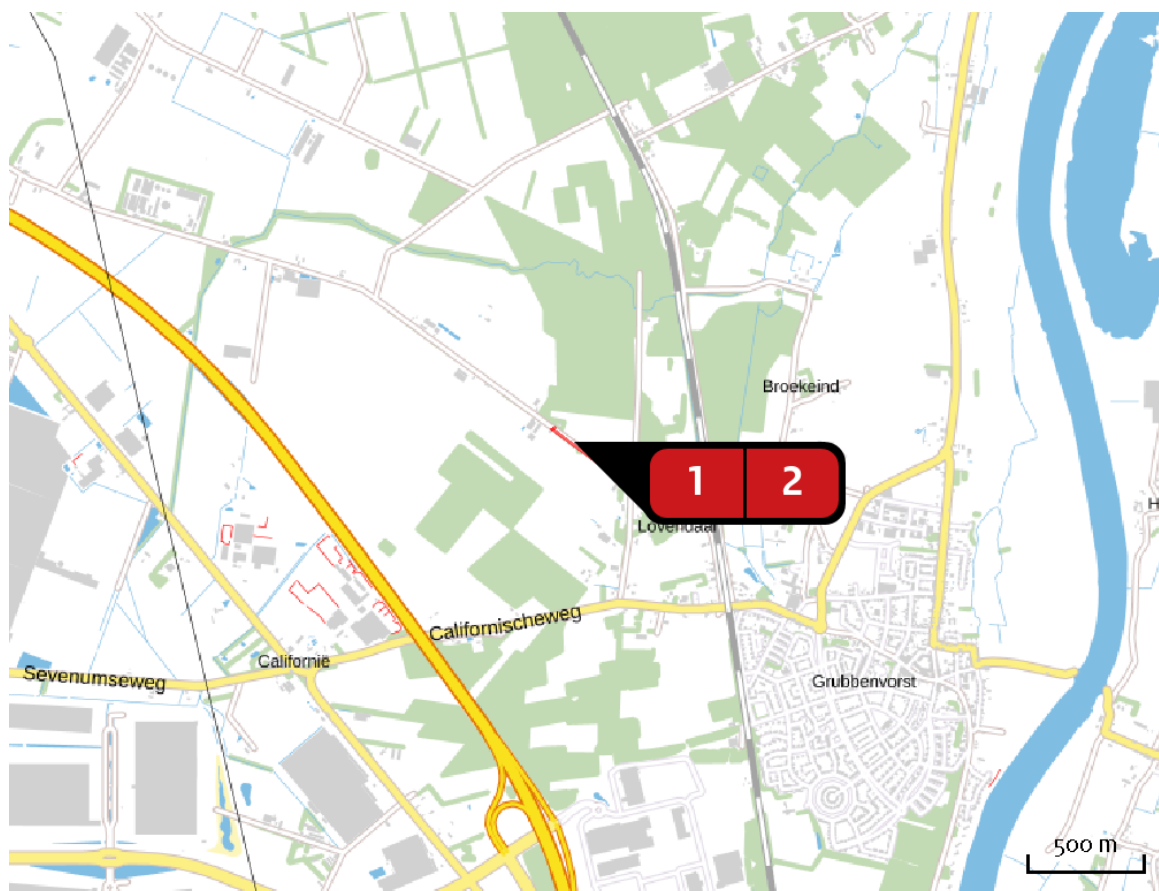 Broekeind
1 2
Lovendaal
Californischeweg
Californië
Sevenumseweg
Grubbenvorst
H
500 m